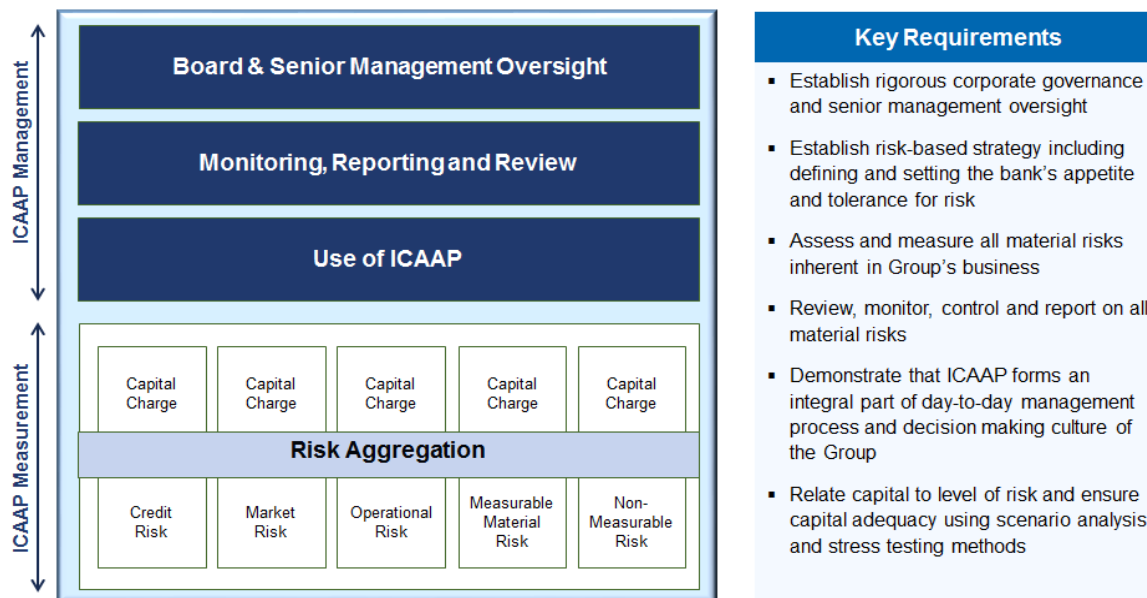 ICAAP Management
Board & Senior Management Oversight
Monitoring, Reporting and Review
Use of ICAAP
ICAAP Measurement
Capital
Charge
Capital
Charge
Capital
Charge
Capital
Charge
Capital
Charge
Risk Aggregation
Credit
Risk
Market
Risk
Operational
Risk
Measurable
Material
Risk
Non-
Measurable
Risk
Key Requirements
▪ Establish rigorous corporate governance
and senior management oversight
▪ Establish risk-based strategy including
defining and setting the bank's appetite
and tolerance for risk
▪ Assess and measure all material risks
inherent in Group's business
▪ Review, monitor, control and report on all
material risks
▪ Demonstrate that ICAAP forms an
integral part of day-to-day management
process and decision making culture of
the Group
▪ Relate capital to level of risk and ensure
capital adequacy using scenario analysis
and stress testing methods